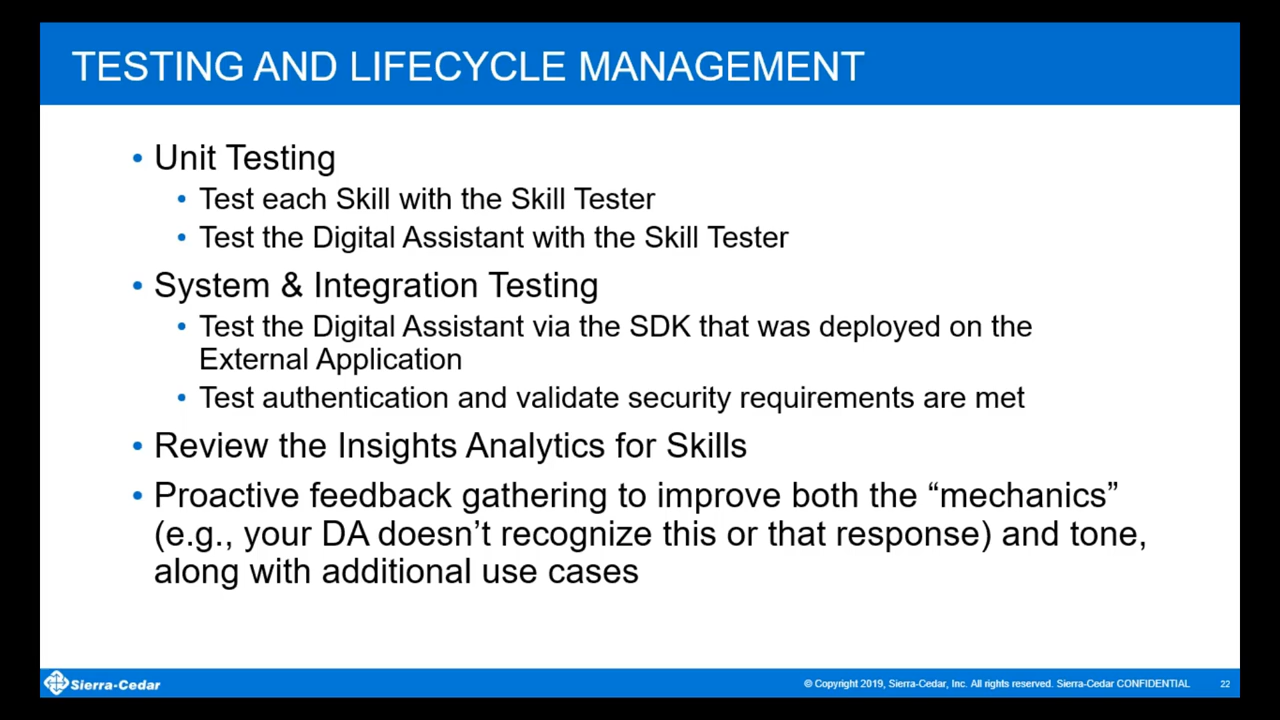 TESTING AND LIFECYCLE MANAGEMENT
• Unit Testing
• Test each Skill with the Skill Tester
• Test the Digital Assistant with the Skill Tester
• System & Integration Testing
• Test the Digital Assistant via the SDK that was deployed on the
External Application
• Test authentication and validate security requirements are met
• Review the Insights Analytics for Skills
• Proactive feedback gathering to improve both the “mechanics”
(e.g., your DA doesn’t recognize this or that response) and tone,
along with additional use cases
Sierra-Cedar
© Copyright 2019, Sierra-Cedar, Inc. All rights reserved. Sierra-Cedar CONFIDENTIAL 22